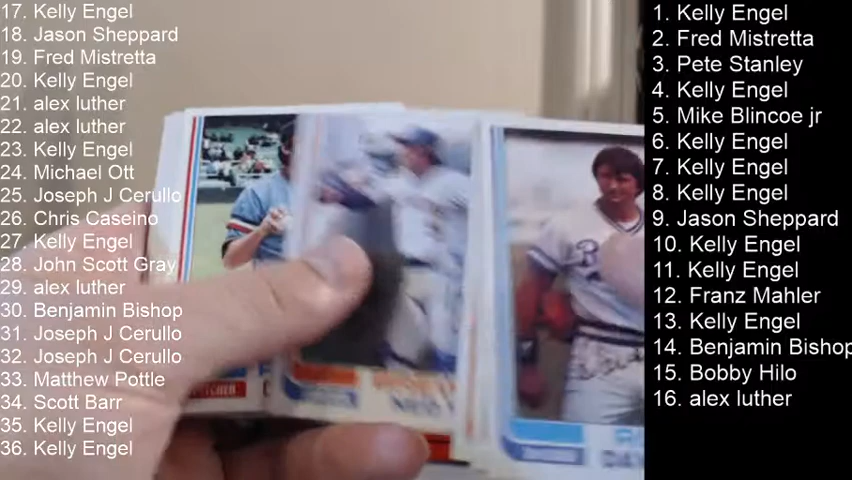 17. Kelly Engel
18. Jason Sheppard
19. Fred Mistretta
20. Kelly Engel
21. alex luther
22. alex luther
23. Kelly Engel
24. Michael Ott
25. Joseph J Cerullo
26. Chris Caseino
27. Kelly Engel
28. John Scott Gray
29. alex luther
30. Benjamin Bishop
31. Joseph J Cerullo
32. Joseph J Cerullo
33. Matthew Pottle
34. Scott Barr
35. Kelly Engel
36. Kelly Engel
1. Kelly Engel
2. Fred Mistretta
3. Pete Stanley
4. Kelly Engel
5. Mike Blincoe jr
6. Kelly Engel
7. Kelly Engel
8. Kelly Engel
9. Jason Sheppard
10. Kelly Engel
11. Kelly Engel
12. Franz Mahler
13. Kelly Engel
14. Benjamin Bishop
15. Bobby Hilo
16. alex luther